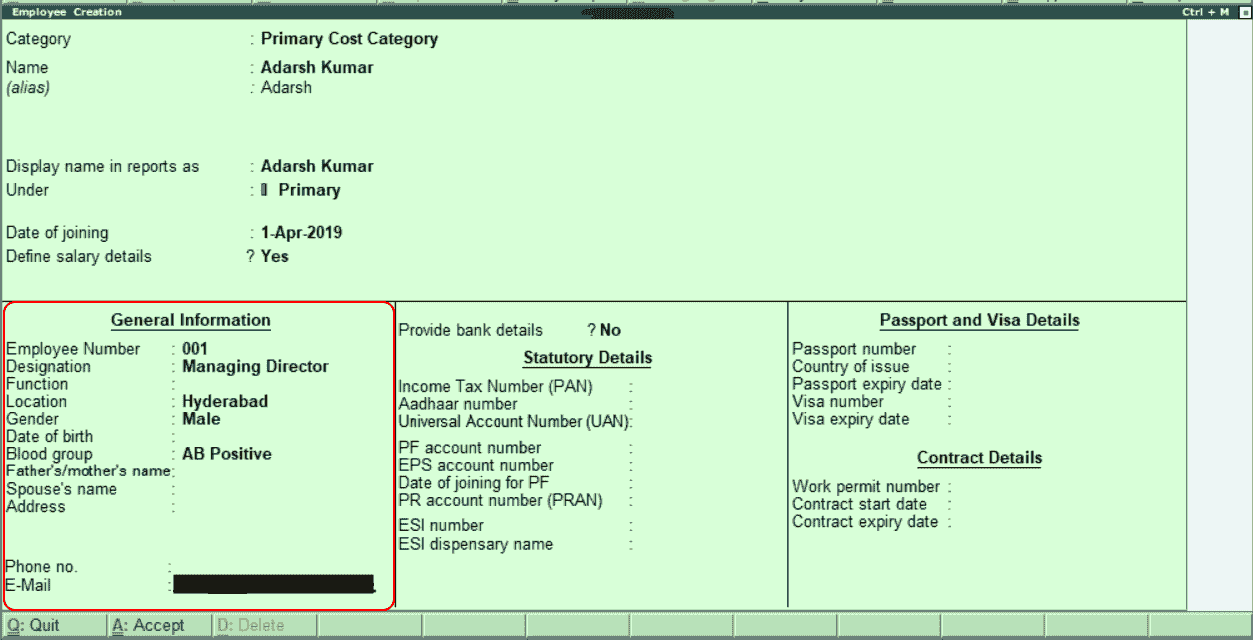 Employee Creation Ctrl + M
Category : Primary Cost Category
Name : Adarsh Kumar
(alias) : Adarsh
Display name in reports as : Adarsh Kumar
Under : Primary
Date of joining : 1-Apr-2019
Define salary details ? Yes
General Information
Employee Number : 001
Designation : Managing Director
Function :
Location : Hyderabad
Gender : Male
Date of birth :
Blood group : AB Positive
Father's/mother's name:
Spouse's name :
Address :
Phone no. :
E-Mail :
Provide bank details ? No
Statutory Details
Income Tax Number (PAN) :
Aadhaar number :
Universal Account Number (UAN):
PF account number :
EPS account number :
Date of joining for PF :
PR account number (PRAN) :
ESI number :
ESI dispensary name :
Passport and Visa Details
Passport number :
Country of issue :
Passport expiry date :
Visa number :
Visa expiry date :
Contract Details
Work permit number :
Contract start date :
Contract expiry date :
Q: Quit A: Accept D: Delete